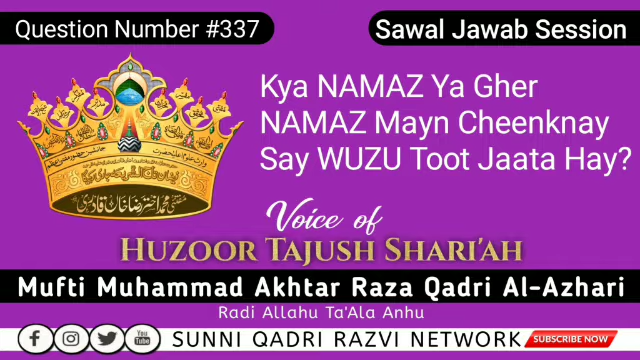 Question Number #337
Sawal Jawab Session
Kya NAMAZ Ya Gher
NAMAZ Mayn Cheenknay
Say WUZU Toot Jaata Hay?
Voice of
HUZOOR TAJUSH SHARI'AH
Mufti Muhammad Akhtar Raza Qadri Al-Azhari
Radi Allahu Ta'Ala Anhu
You
Tube
SUNNI QADRI RAZVI NETWORK
SUBSCRIBE NOW